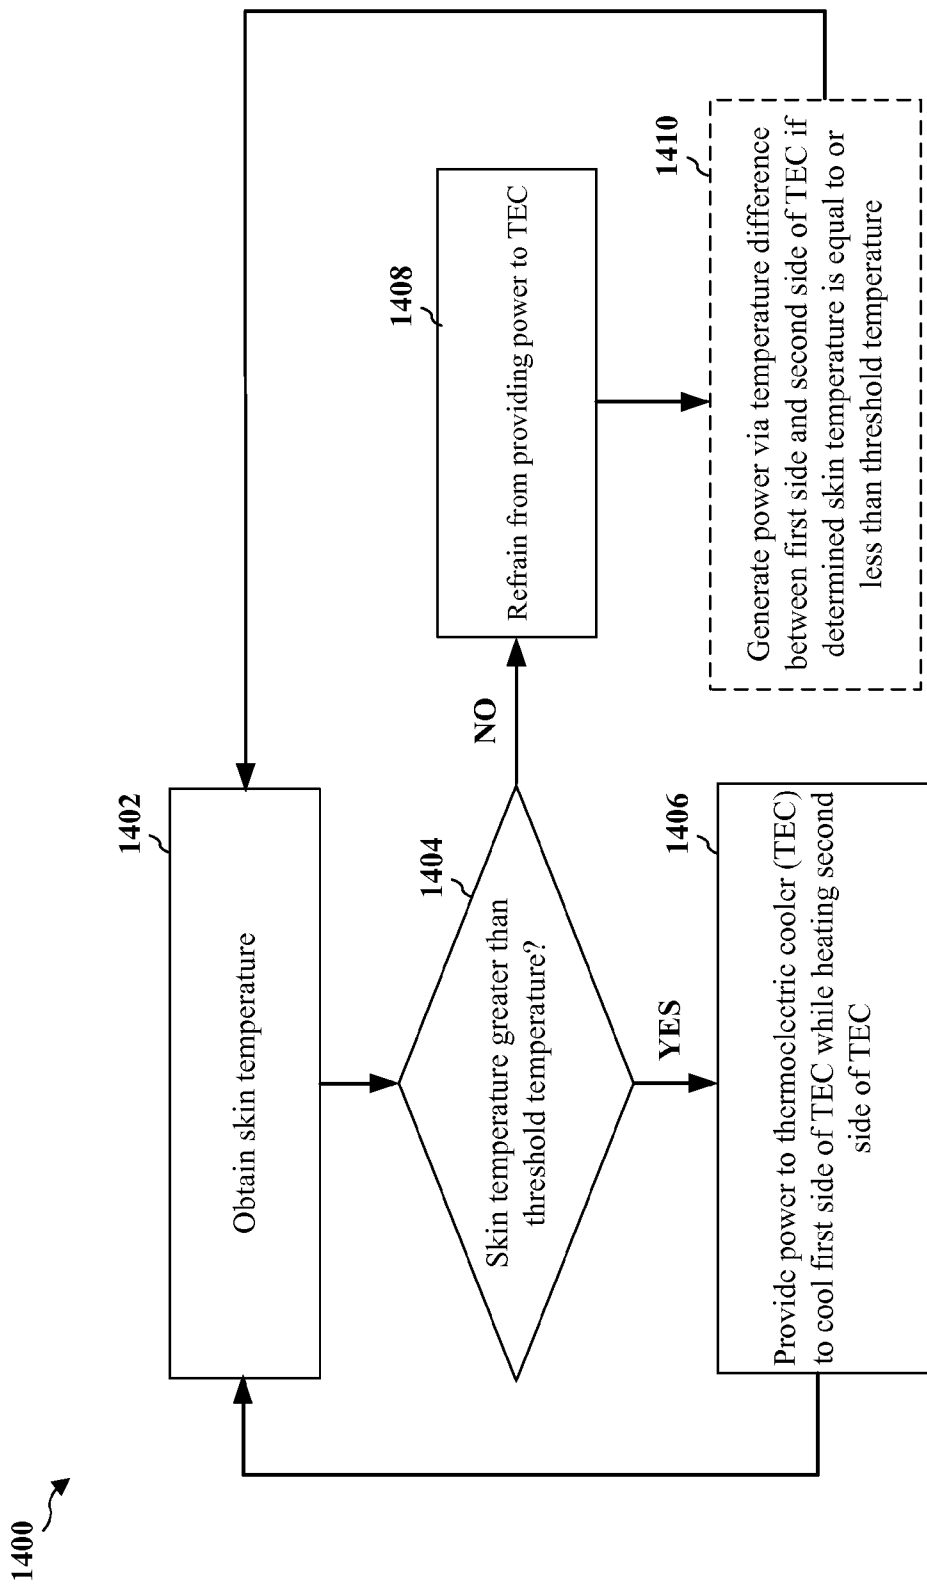 1400
1402
Obtain skin temperature
1404
Skin temperature greater than
threshold temperature?
NO
YES
1408
Refrain from providing power to TEC
1406
Provide power to thermoelectric cooler (TEC)
to cool first side of TEC while heating second
side of TEC
1410
Generate power via temperature difference
between first side and second side of TEC if
determined skin temperature is equal to or
less than threshold temperature